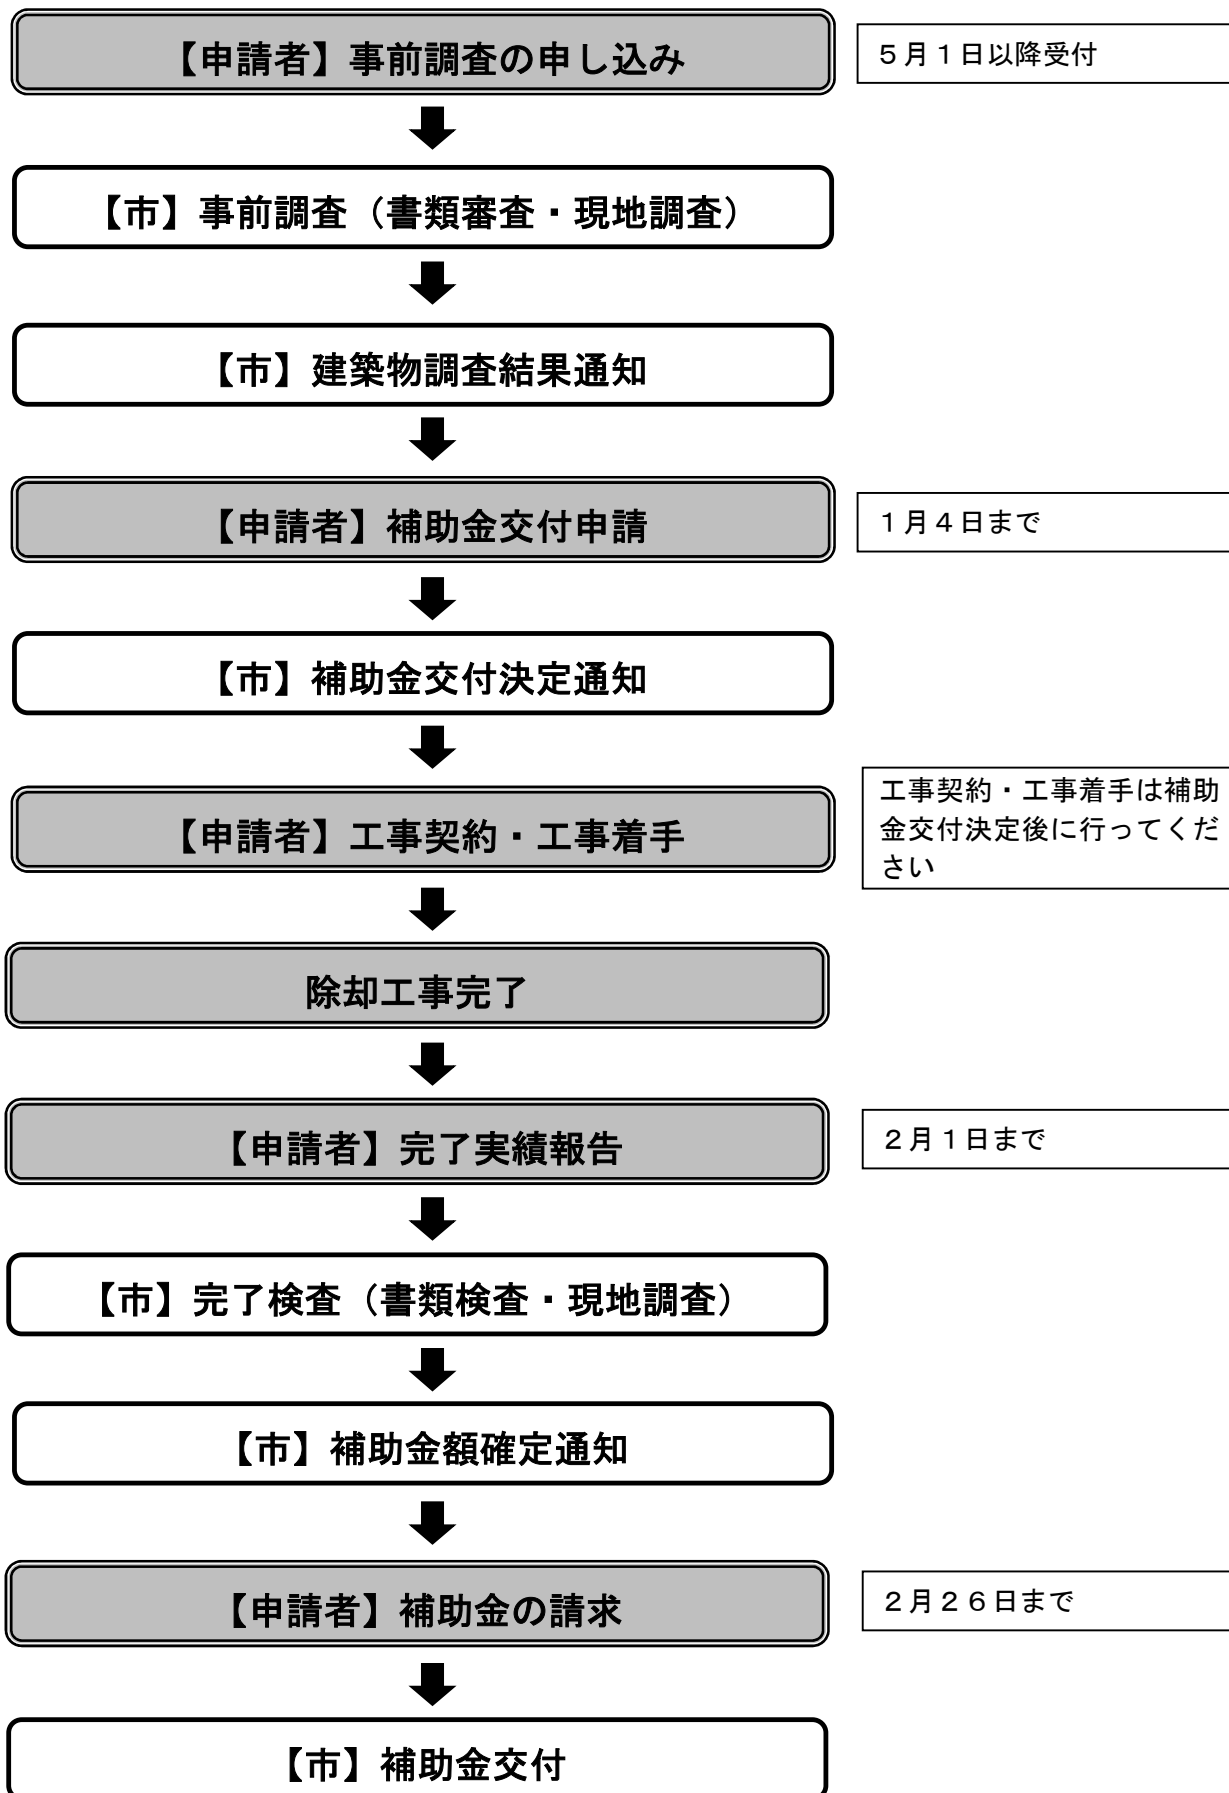 【申請者】事前調査の申し込み
５月１日以降受付
【市】事前調査（書類審査・現地調査）
【市】建築物調査結果通知
【申請者】補助金交付申請
１月４日まで
【市】補助金交付決定通知
【申請者】工事契約・工事着手
工事契約・工事着手は補助
金交付決定後に行ってくだ
さい
除却工事完了
【申請者】完了実績報告
２月１日まで
【市】完了検査（書類検査・現地調査）
【市】補助金額確定通知
【申請者】補助金の請求
２月２６日まで
【市】補助金交付